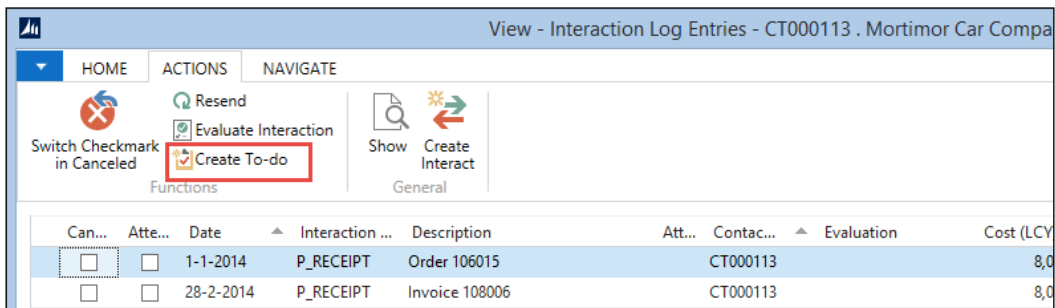 View - Interaction Log Entries - CT000113 . Mortimor Car Compa
HOME ACTIONS NAVIGATE
Switch Checkmark in Canceled
Resend
Evaluate Interaction
Create To-do
Functions
Show
Create Interact
General
Can... Atte... Date Interaction ... Description Att... Contac... Evaluation Cost (LCY
1-1-2014 P_RECEIPT Order 106015 CT000113 8,0
28-2-2014 P_RECEIPT Invoice 108006 CT000113 8,0